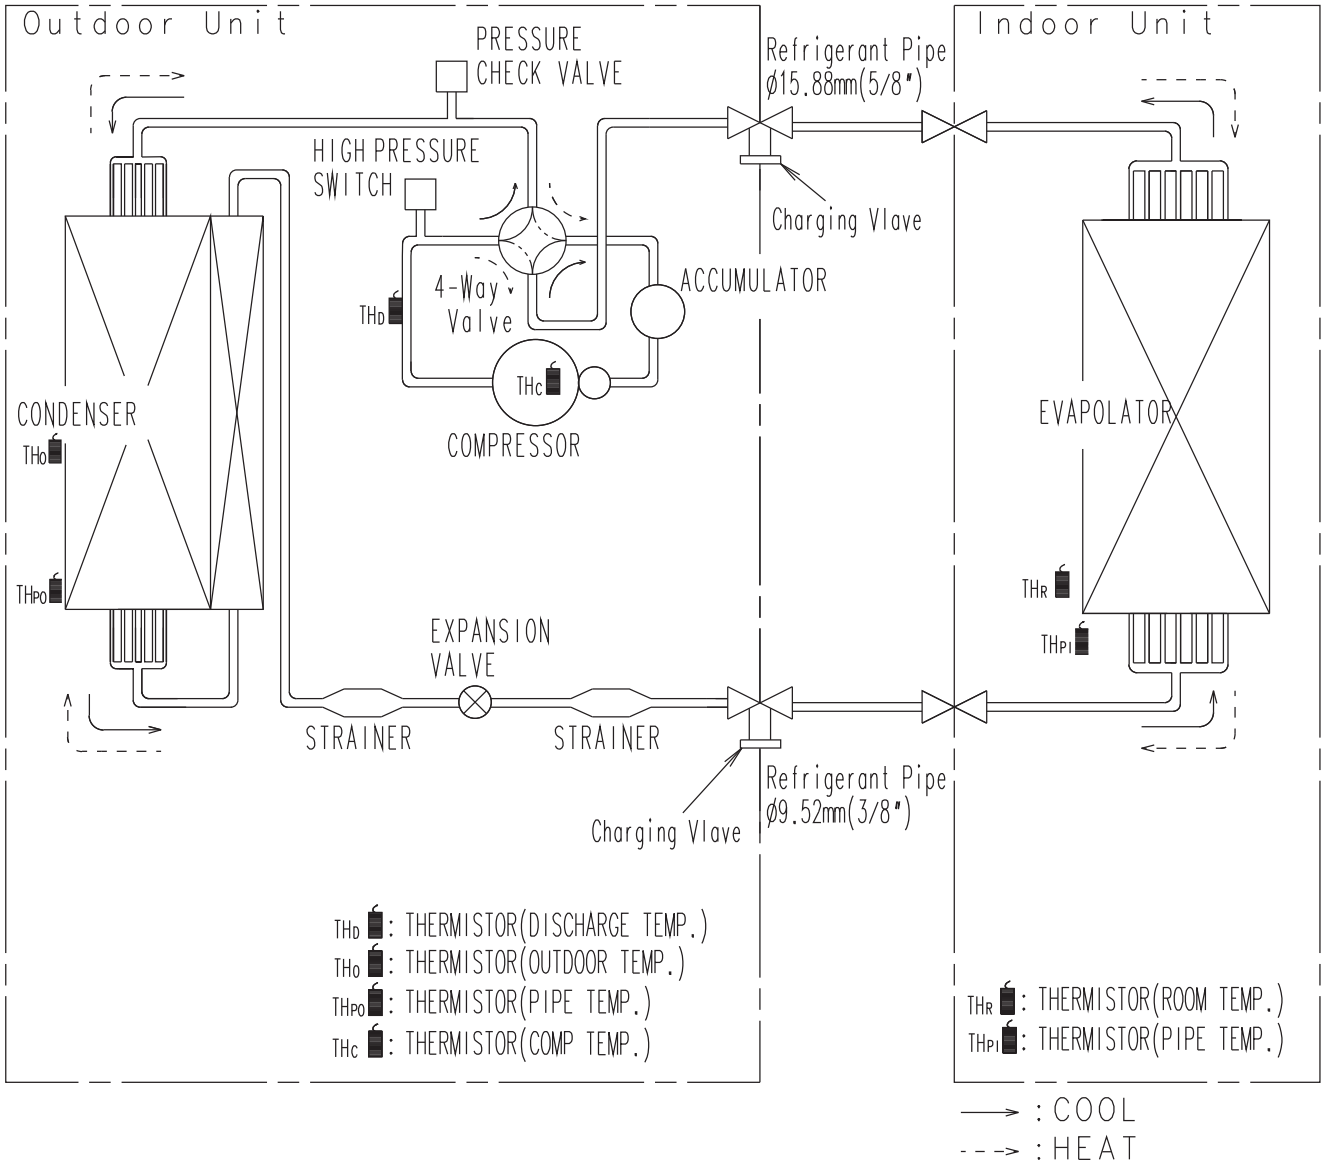 Outdoor Unit
Indoor Unit
PRESSURE
CHECK VALVE
Refrigerant Pipe
Ø15.88mm(5/8")
HIGH PRESSURE
SWITCH
Charging Vlave
4-Way
Valve
ACCUMULATOR
THD
THC
COMPRESSOR
CONDENSER
THO
THPO
EVAPOLATOR
THR
THPI
EXPANSION
VALVE
STRAINER
STRAINER
Refrigerant Pipe
Ø9.52mm(3/8")
Charging Vlave
THD : THERMISTOR(DISCHARGE TEMP.)
THO : THERMISTOR(OUTDOOR TEMP.)
THPO : THERMISTOR(PIPE TEMP.)
THC : THERMISTOR(COMP TEMP.)
THR : THERMISTOR(ROOM TEMP.)
THPI : THERMISTOR(PIPE TEMP.)
: COOL
: HEAT